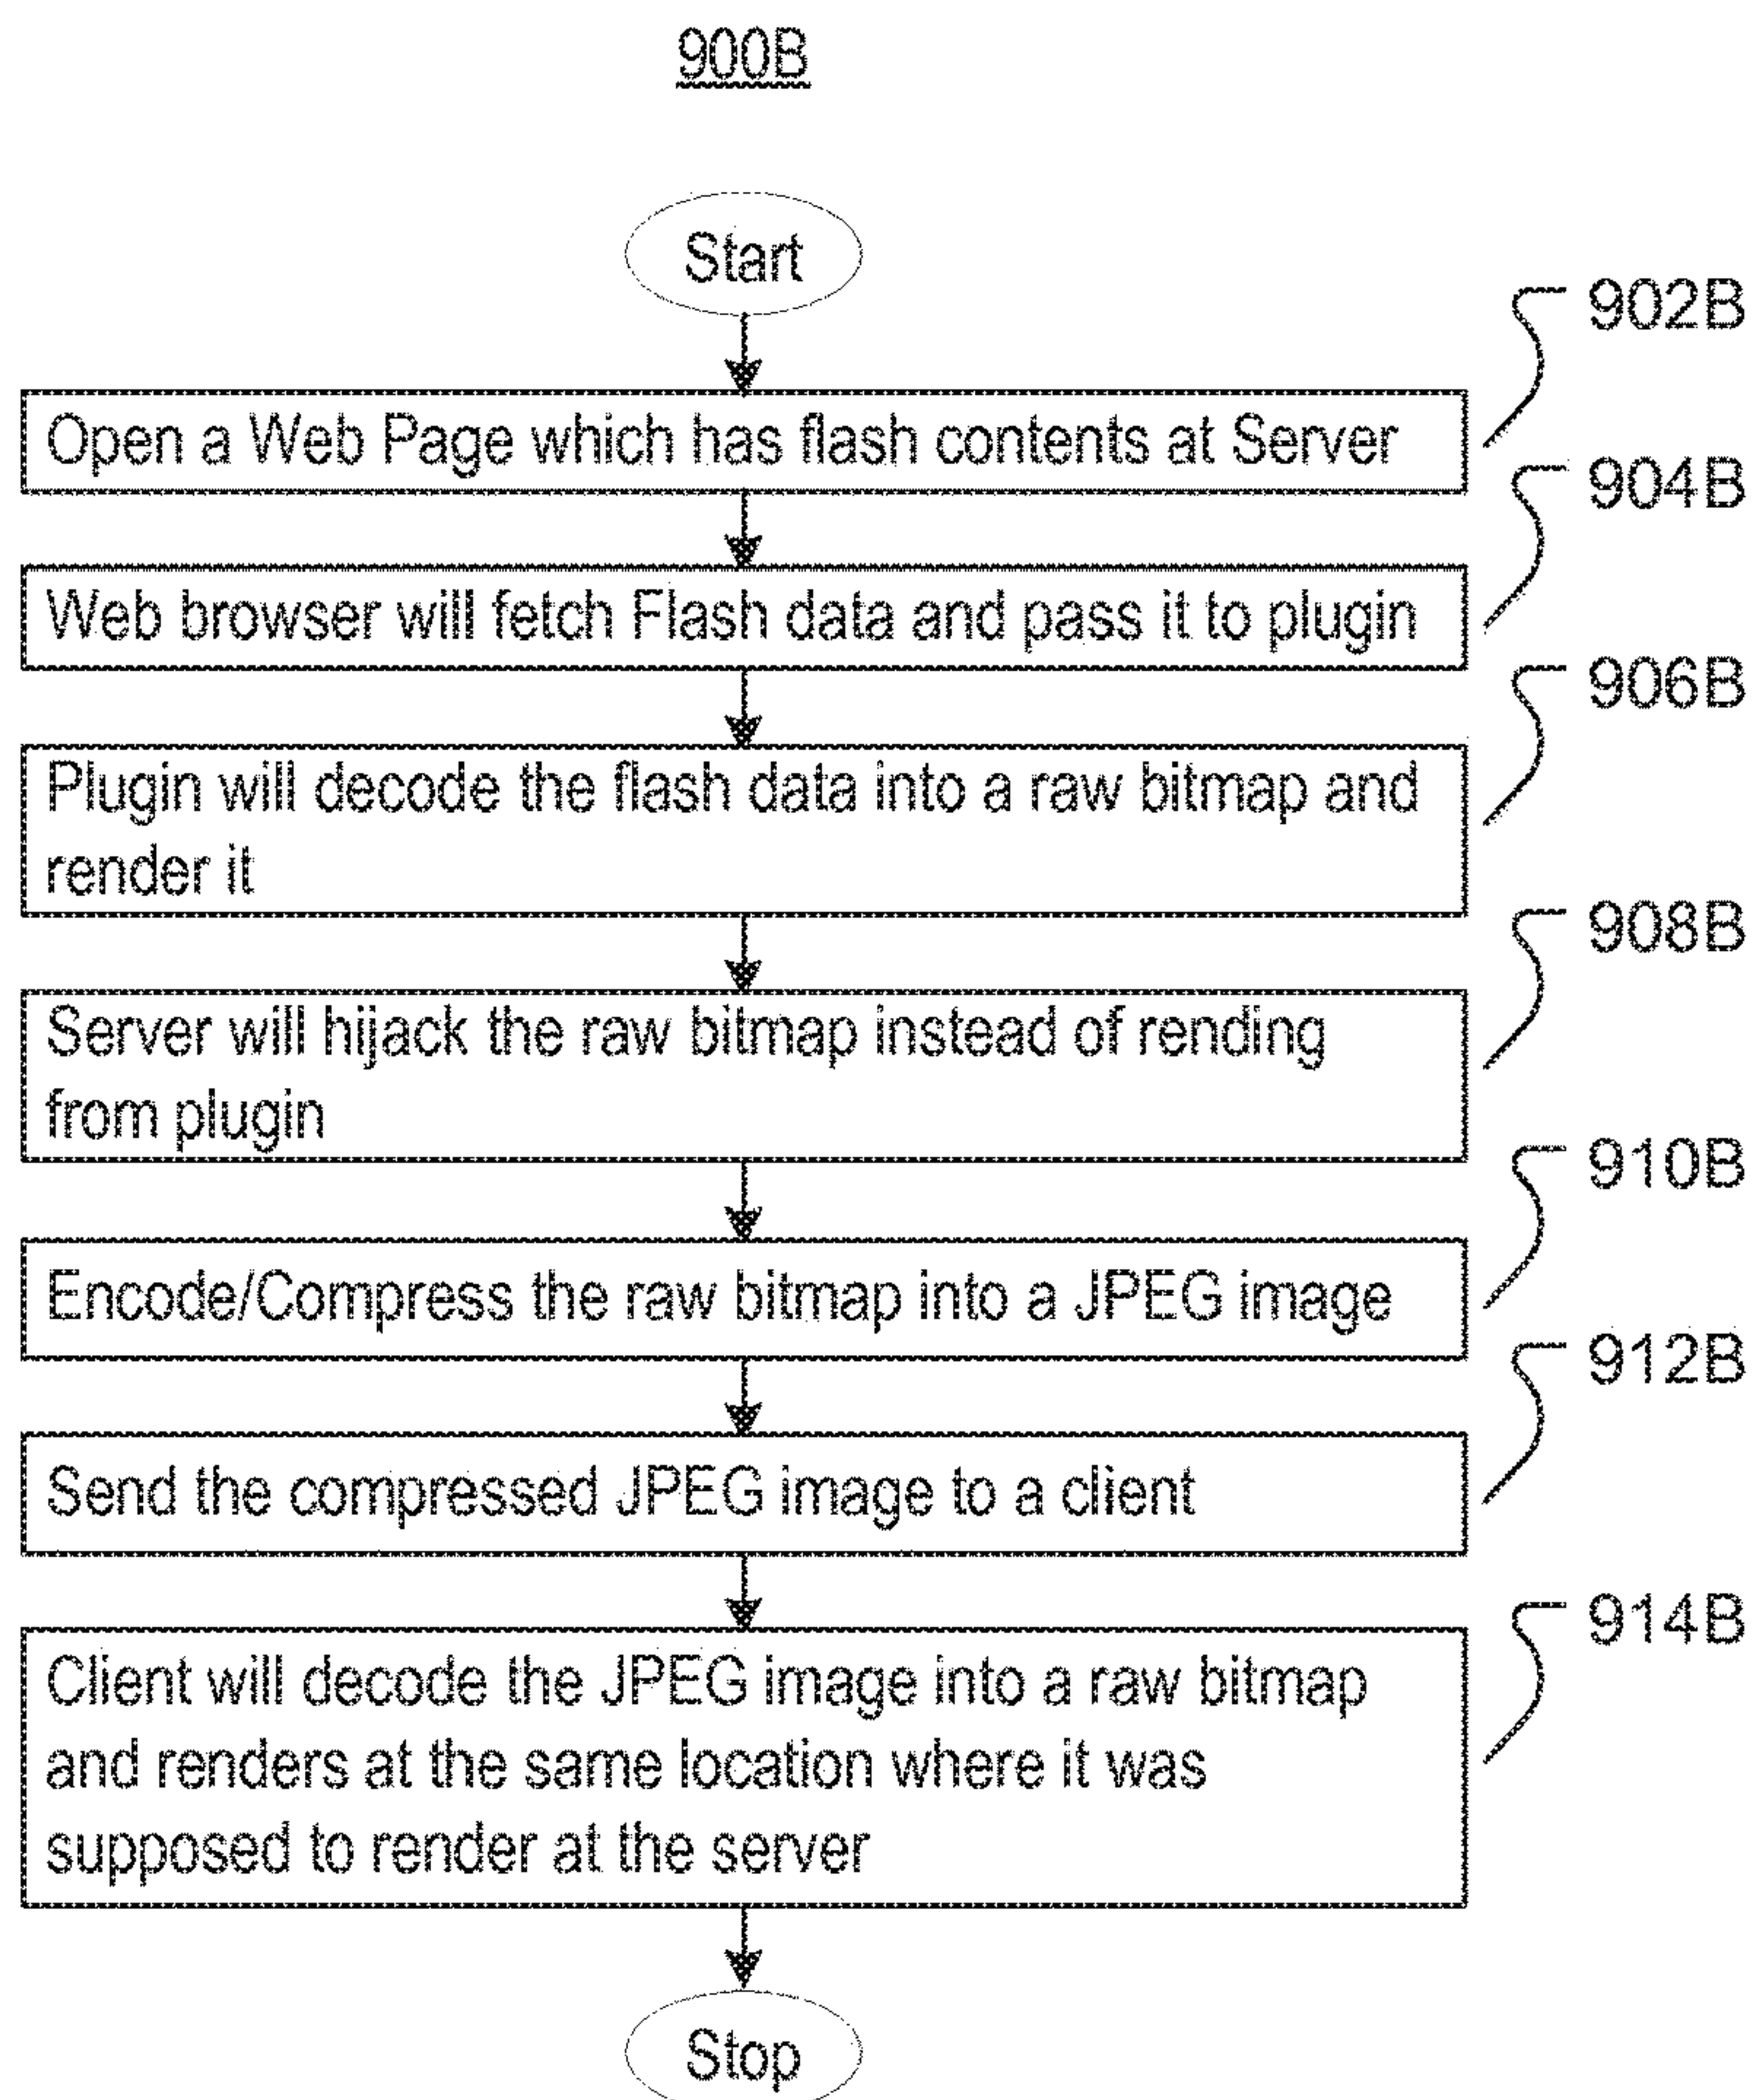 900B
Start
902B
Open a Web Page which has flash contents at Server
904B
Web browser will fetch Flash data and pass it to plugin
906B
Plugin will decode the flash data into a raw bitmap and
render it
908B
Server will hijack the raw bitmap instead of rending
from plugin
910B
Encode/Compress the raw bitmap into a JPEG image
912B
Send the compressed JPEG image to a client
914B
Client will decode the JPEG image into a raw bitmap
and renders at the same location where it was
supposed to render at the server
Stop